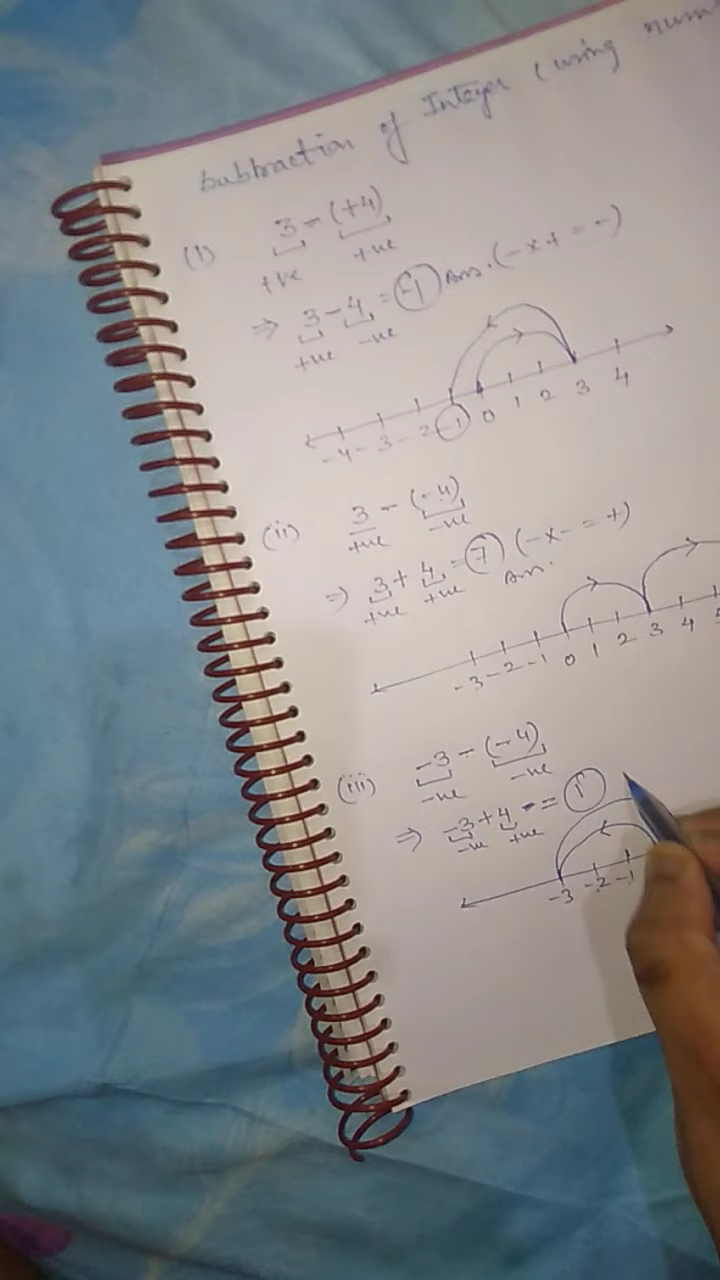 Subtraction of Integer (using num
(i) 3 - (+4)
+ve +ve
⇒ 3 - 4 = -1 Ans. (- x + = -)
+ve -ve
-4 -3 -2 -1 0 1 2 3 4
(ii) 3 - (-4)
+ve -ve
⇒ 3 + 4 = 7 (- x - = +)
+ve +ve Ans.
-3 -2 -1 0 1 2 3 4 5
(iii) -3 - (-4)
-ve -ve
⇒ -3 + 4 = 1
-ve +ve
-3 -2 -1